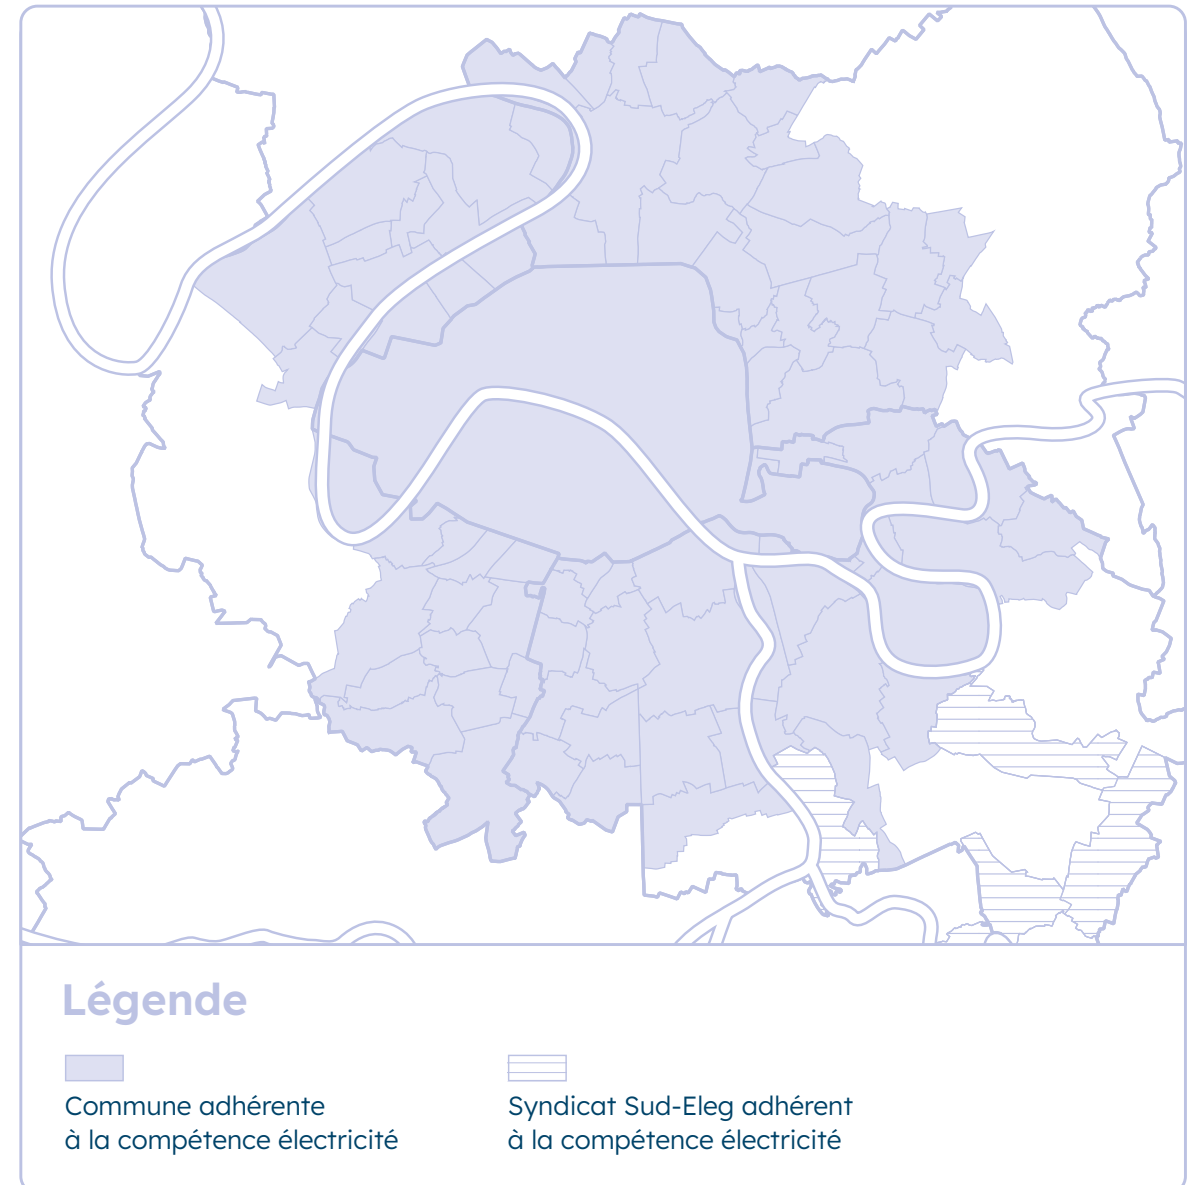 Légende
Commune adhérente
à la compétence électricité
Syndicat Sud-Eleg adhérent
à la compétence électricité